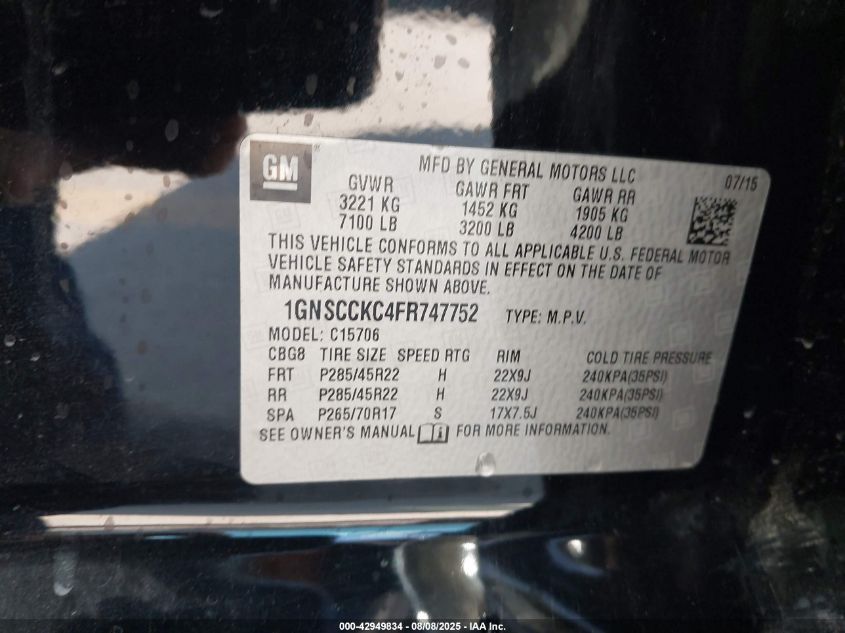 GM
MFD BY GENERAL MOTORS LLC
07/15
GVWR GAWR FRT GAWR RR
3221 KG 1452 KG 1905 KG
7100 LB 3200 LB 4200 LB
THIS VEHICLE CONFORMS TO ALL APPLICABLE U.S. FEDERAL MOTOR
VEHICLE SAFETY STANDARDS IN EFFECT ON THE DATE OF
MANUFACTURE SHOWN ABOVE.
1GNSCCKC4FR747752 TYPE: M.P.V.
MODEL: C15706
CBG8 TIRE SIZE SPEED RTG RIM COLD TIRE PRESSURE
FRT P285/45R22 H 22X9J 240KPA(35PSI)
RR P285/45R22 H 22X9J 240KPA(35PSI)
SPA P265/70R17 S 17X7.5J 240KPA(35PSI)
SEE OWNER'S MANUAL FOR MORE INFORMATION.
000-42949834 - 08/08/2025 - IAA Inc.